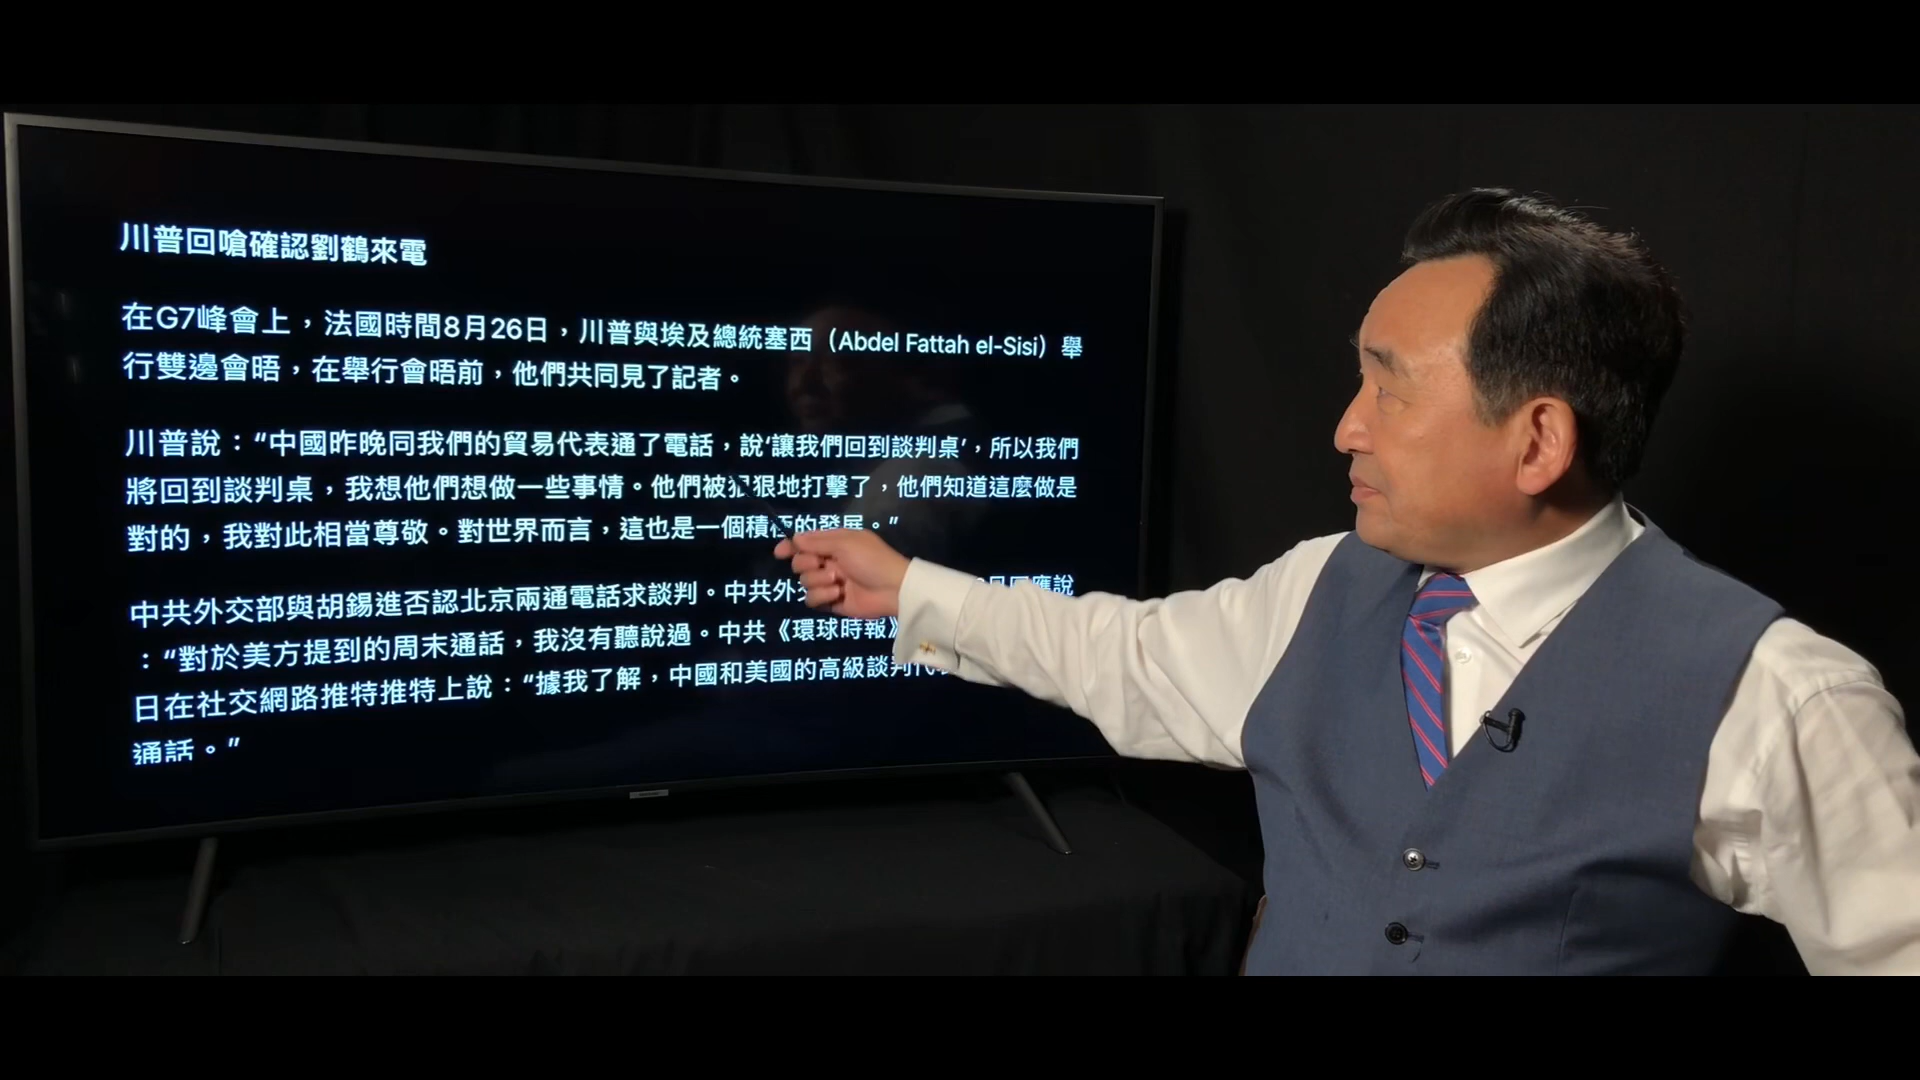 川普回嗆確認劉鶴來電
在G7峰會上，法國時間8月26日，川普與埃及總統塞西（Abdel Fattah el-Sisi）舉
行雙邊會晤，在舉行會晤前，他們共同見了記者。
川普說：“中國昨晚同我們的貿易代表通了電話，說‘讓我們回到談判桌’，所以我們
將回到談判桌，我想他們想做一些事情。他們被狠狠地打擊了，他們知道這麼做是
對的，我對此相當尊敬。對世界而言，這也是一個積極的發展。”
中共外交部與胡錫進否認北京兩通電話求談判。中共外交 日回應說
：“對於美方提到的周末通話，我沒有聽說過。中共《環球時報》
日在社交網路推特推特上說：“據我了解，中國和美國的高級談判代表
通話。”